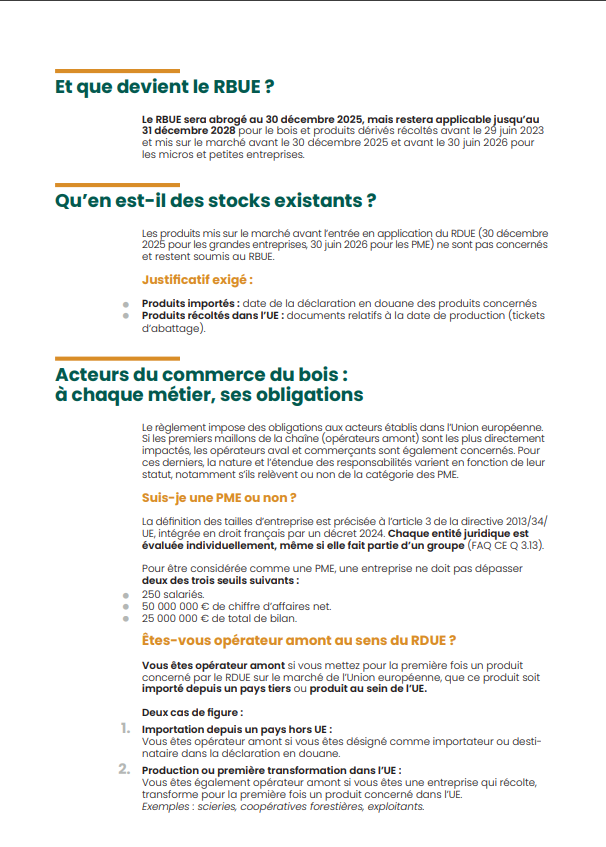 Et que devient le RBUE ?
Le RBUE sera abrogé au 30 décembre 2025, mais restera applicable jusqu’au
31 décembre 2028 pour le bois et produits dérivés récoltés avant le 29 juin 2023
et mis sur le marché avant le 30 décembre 2025 et avant le 30 juin 2026 pour
les micros et petites entreprises.
Qu’en est-il des stocks existants ?
Les produits mis sur le marché avant l’entrée en application du RDUE (30 décembre
2025 pour les grandes entreprises, 30 juin 2026 pour les PME) ne sont pas concernés
et restent soumis au RBUE.
Justificatif exigé :
Produits importés : date de la déclaration en douane des produits concernés
Produits récoltés dans l’UE : documents relatifs à la date de production (tickets
d’abattage).
Acteurs du commerce du bois :
à chaque métier, ses obligations
Le règlement impose des obligations aux acteurs établis dans l’Union européenne.
Si les premiers maillons de la chaîne (opérateurs amont) sont les plus directement
impactés, les opérateurs aval et commerçants sont également concernés. Pour
ces derniers, la nature et l’étendue des responsabilités varient en fonction de leur
statut, notamment s’ils relèvent ou non de la catégorie des PME.
Suis-je une PME ou non ?
La définition des tailles d’entreprise est précisée à l’article 3 de la directive 2013/34/
UE, intégrée en droit français par un décret 2024. Chaque entité juridique est
évaluée individuellement, même si elle fait partie d’un groupe (FAQ CE Q 3.13).
Pour être considérée comme une PME, une entreprise ne doit pas dépasser
deux des trois seuils suivants :
250 salariés.
50 000 000 € de chiffre d’affaires net.
25 000 000 € de total de bilan.
Êtes-vous opérateur amont au sens du RDUE ?
Vous êtes opérateur amont si vous mettez pour la première fois un produit
concerné par le RDUE sur le marché de l’Union européenne, que ce produit soit
importé depuis un pays tiers ou produit au sein de l’UE.
Deux cas de figure :
1. Importation depuis un pays hors UE :
Vous êtes opérateur amont si vous êtes désigné comme importateur ou desti-
nataire dans la déclaration en douane.
2. Production ou première transformation dans l’UE :
Vous êtes également opérateur amont si vous êtes une entreprise qui récolte,
transforme pour la première fois un produit concerné dans l’UE.
Exemples : scieries, coopératives forestières, exploitants.